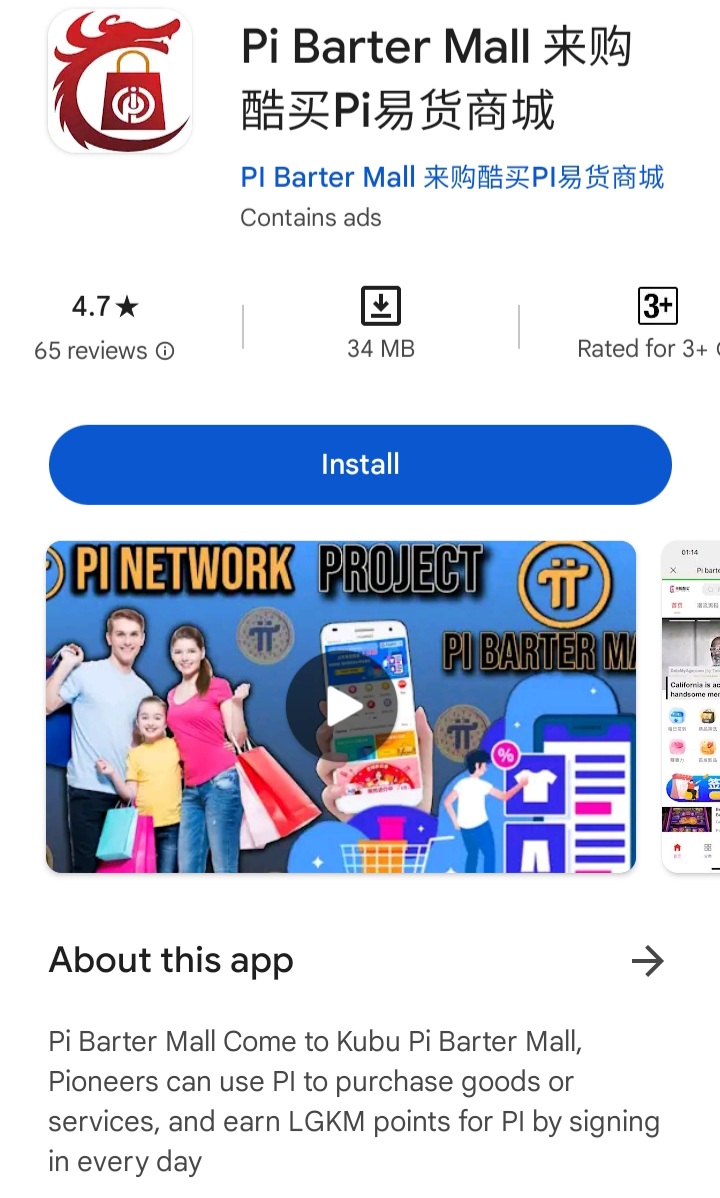 Pi Barter Mall 来购
酷买Pi易货商城
PI Barter Mall 来购酷买PI易货商城
Contains ads
4.7★
65 reviews
34 MB
3+
Rated for 3+
Install
PI NETWORK PROJECT
PI BARTER MA
%
01:14
Pi barte
首页
California is ac
handsome mer
About this app
Pi Barter Mall Come to Kubu Pi Barter Mall,
Pioneers can use PI to purchase goods or
services, and earn LGKM points for PI by signing
in every day